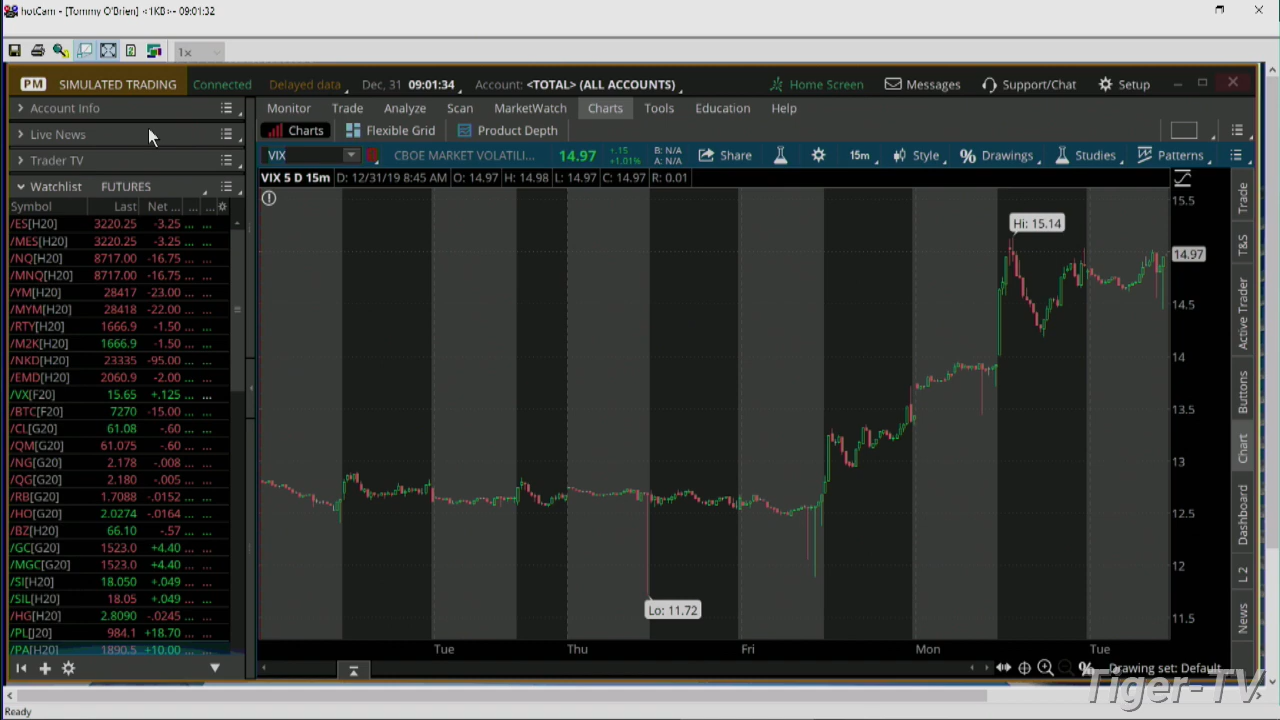 hotCam - [Tommy O'Brien] <1KB>- 09:01:32
1x
PM SIMULATED TRADING Connected Delayed data Dec, 31 09:01:34 Account: <TOTAL> (ALL ACCOUNTS) Home Screen Messages Support/Chat Setup
Account Info
Live News
Trader TV
Watchlist FUTURES
Symbol Last Net ... ... ...
/ES[H20] 3220.25 -3.25 ... ...
/MES[H20] 3220.25 -3.25 ... ...
/NQ[H20] 8717.00 -16.75 ... ...
/MNQ[H20] 8717.00 -16.75 ... ...
/YM[H20] 28417 -23.00 ... ...
/MYM[H20] 28418 -22.00 ... ...
/RTY[H20] 1666.9 -1.50 ... ...
/M2K[H20] 1666.9 -1.50 ... ...
/NKD[H20] 23335 -95.00 ... ...
/EMD[H20] 2060.9 -2.00 ... ...
/VX[F20] 15.65 +.125 ... ...
/BTC[F20] 7270 -15.00 ... ...
/CL[G20] 61.08 -.60 ... ...
/QM[G20] 61.075 -.60 ... ...
/NG[G20] 2.178 -.008 ... ...
/QG[G20] 2.180 -.005 ... ...
/RB[G20] 1.7088 -.0152 ... ...
/HO[G20] 2.0274 -.0164 ... ...
/BZ[H20] 66.10 -.57 ... ...
/GC[G20] 1523.0 +4.40 ... ...
/MGC[G20] 1523.0 +4.40 ... ...
/SI[H20] 18.050 +.049 ... ...
/SIL[H20] 18.05 +.049 ... ...
/HG[H20] 2.8090 -.0245 ... ...
/PL[J20] 984.1 +18.70 ... ...
/PA[H20] 1890.5 +10.00 ... ...
Monitor Trade Analyze Scan MarketWatch Charts Tools Education Help
Charts Flexible Grid Product Depth
VIX CBOE MARKET VOLATILI... 14.97 +.15 B: N/A
+1.01% A: N/A
Share 15m Style Drawings Studies Patterns
VIX 5 D 15m D: 12/31/19 8:45 AM O: 14.97 H: 14.98 L: 14.97 C: 14.97 R: 0.01
Hi: 15.14
Lo: 11.72
15.5
14.97
14.5
14
13.5
13
12.5
12
11.5
Tue Thu Fri Mon Tue
Drawing set: Default
Trade
T&S
Active Trader
Buttons
Chart
Dashboard
L 2
News
Tiger-TV
Ready